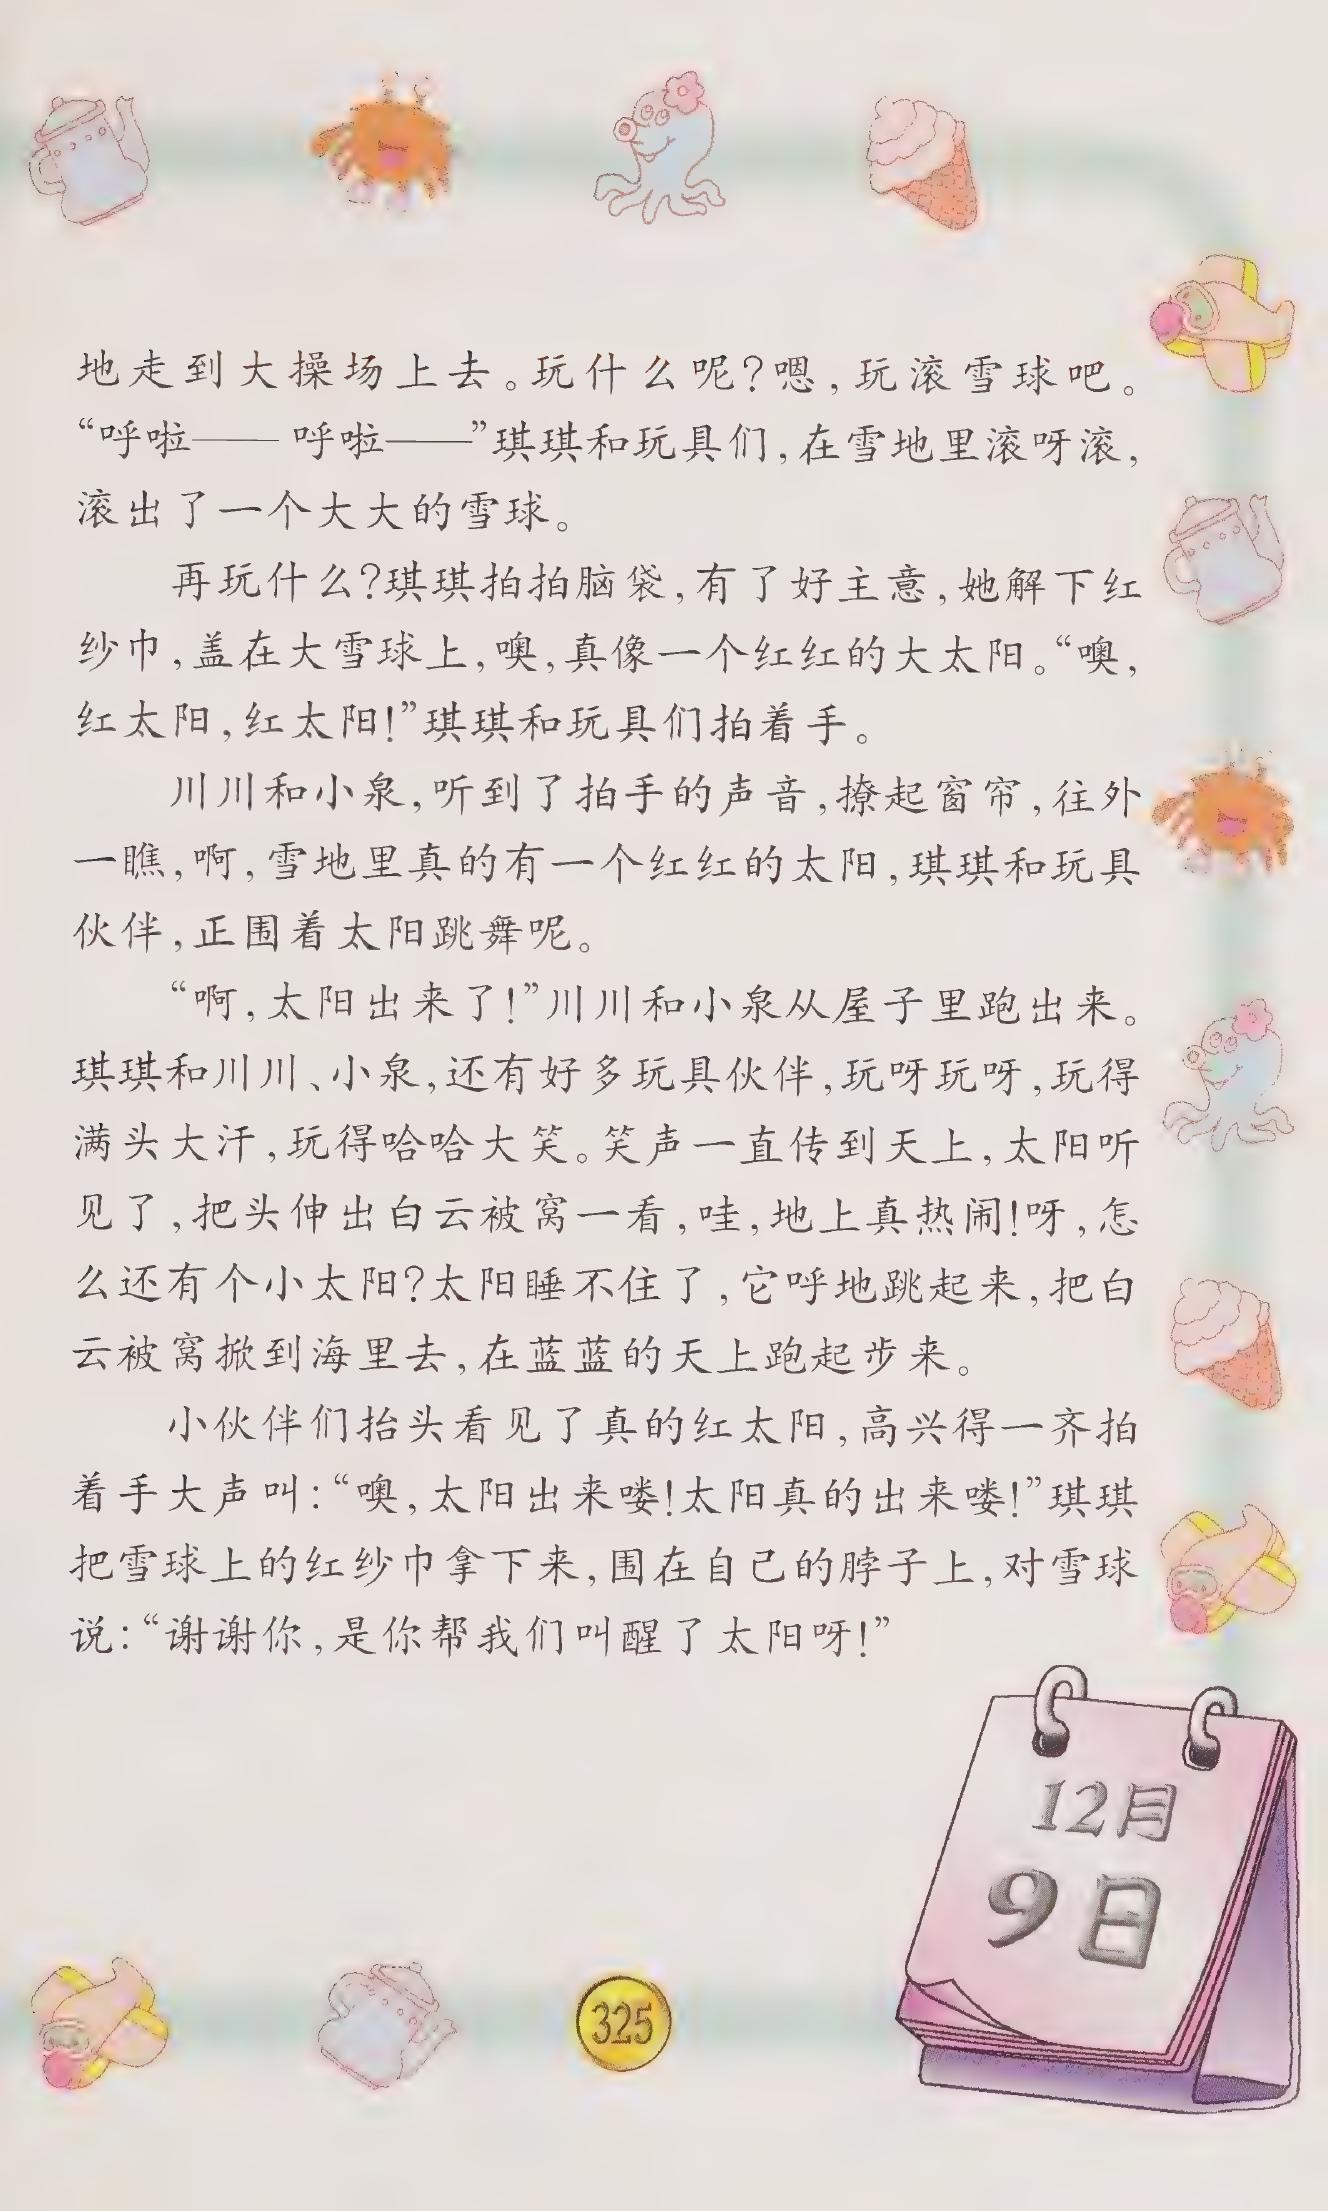 地走到大操场上去。玩什么呢?嗯,玩滚雪球吧。
“呼啦——呼啦——”琪琪和玩具们,在雪地里滚呀滚,
滚出了一个大大的雪球。
再玩什么?琪琪拍拍脑袋,有了好主意,她解下红
纱巾,盖在大雪球上,噢,真像一个红红的大太阳。“噢,
红太阳,红太阳!”琪琪和玩具们拍着手。
川川和小泉,听到了拍手的声音,撩起窗帘,往外
一瞧,啊,雪地里真的有一个红红的太阳,琪琪和玩具
伙伴,正围着太阳跳舞呢。
“啊,太阳出来了!”川川和小泉从屋子里跑出来。
琪琪和川川、小泉,还有好多玩具伙伴,玩呀玩呀,玩得
满头大汗,玩得哈哈大笑。笑声一直传到天上,太阳听
见了,把头伸出白云被窝一看,哇,地上真热闹!呀,怎
么还有个小太阳?太阳睡不住了,它呼地跳起来,把白
云被窝掀到海里去,在蓝蓝的天上跑起步来。
小伙伴们抬头看见了真的红太阳,高兴得一齐拍
着手大声叫:“噢,太阳出来喽!太阳真的出来喽!”琪琪
把雪球上的红纱巾拿下来,围在自己的脖子上,对雪球
说:“谢谢你,是你帮我们叫醒了太阳呀!”
12月
9日
325